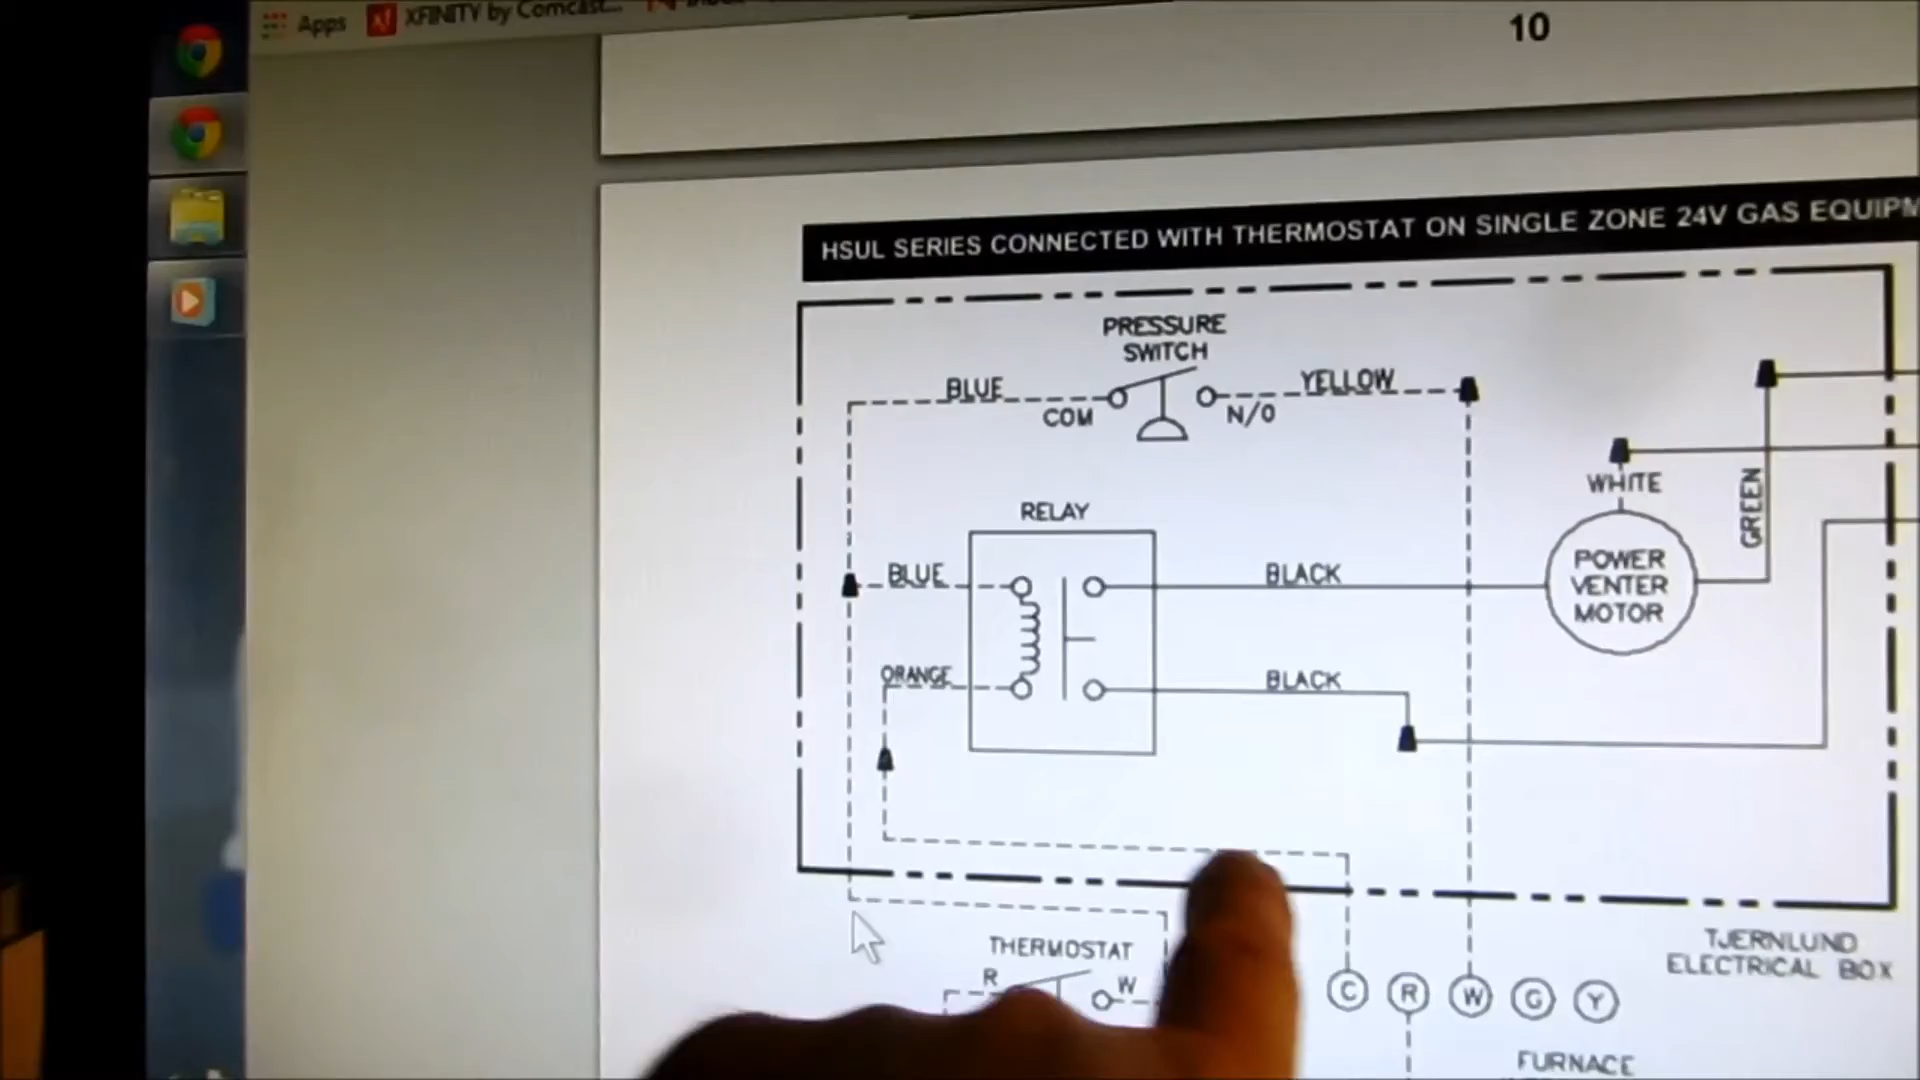 Apps XFINITY by Comcast...
10
HSUL SERIES CONNECTED WITH THERMOSTAT ON SINGLE ZONE 24V GAS
PRESSURE
SWITCH
BLUE
COM
N/O
YELLOW
WHITE
GREEN
RELAY
BLUE
ORANGE
BLACK
BLACK
POWER
VENTER
MOTOR
THERMOSTAT
R
W
C R W G Y
TJERNLUND
ELECTRICAL BOX
FURNACE